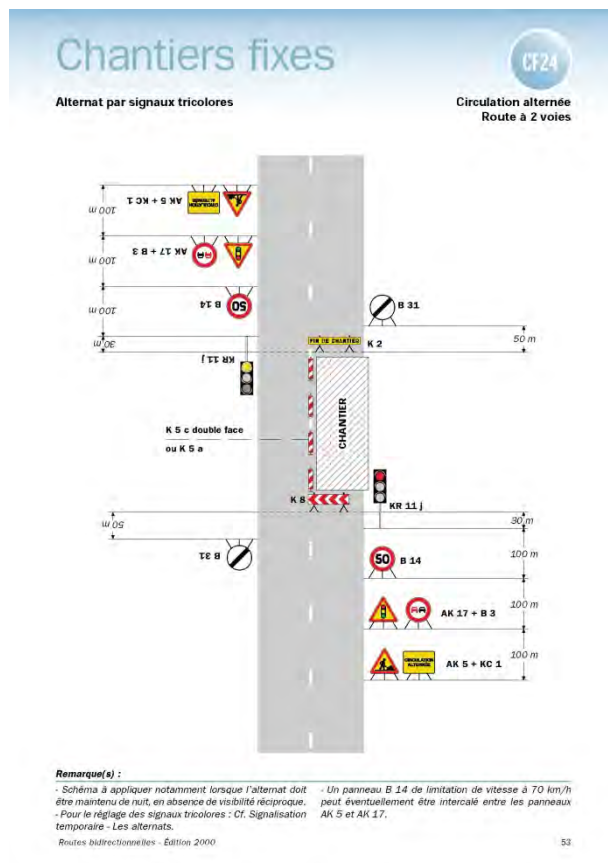 Chantiers fixes
CF24
Alternat par signaux tricolores
Circulation alternée
Route à 2 voies
AK 5 + KC 1
CIRCULATION
ALTERNÉE
100 m
AK 17 + B 3
100 m
B 14
50
100 m
30 m
KR 11 j
B 31
50 m
FIN DE CHANTIER
K 2
K 5 c double face
ou K 5 a
CHANTIER
K 8
KR 11 j
50 m
B 31
30 m
50
B 14
100 m
AK 17 + B 3
100 m
CIRCULATION
ALTERNÉE
AK 5 + KC 1
100 m
Remarque(s) :
- Schéma à appliquer notamment lorsque l'alternat doit
être maintenu de nuit, en absence de visibilité réciproque.
- Pour le réglage des signaux tricolores : Cf. Signalisation
temporaire - Les alternats.
- Un panneau B 14 de limitation de vitesse à 70 km/h
peut éventuellement être intercalé entre les panneaux
AK 5 et AK 17.
Routes bidirectionnelles - Édition 2000
53